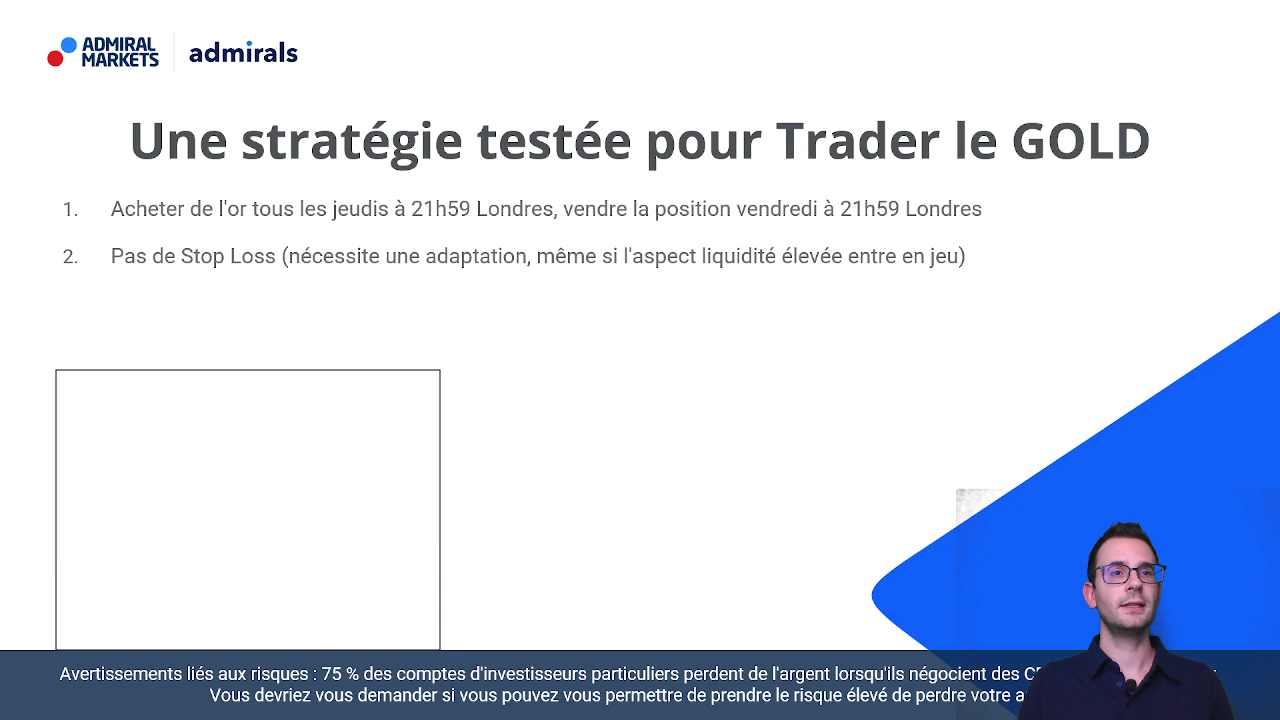 ADMIRAL
MARKETS
admirals
Une stratégie testée pour Trader le GOLD
1. Acheter de l'or tous les jeudis à 21h59 Londres, vendre la position vendredi à 21h59 Londres
2. Pas de Stop Loss (nécessite une adaptation, même si l'aspect liquidité élevée entre en jeu)
Avertissements liés aux risques : 75 % des comptes d'investisseurs particuliers perdent de l'argent lorsqu'ils négocient des
Vous devriez vous demander si vous pouvez vous permettre de prendre le risque élevé de perdre votre